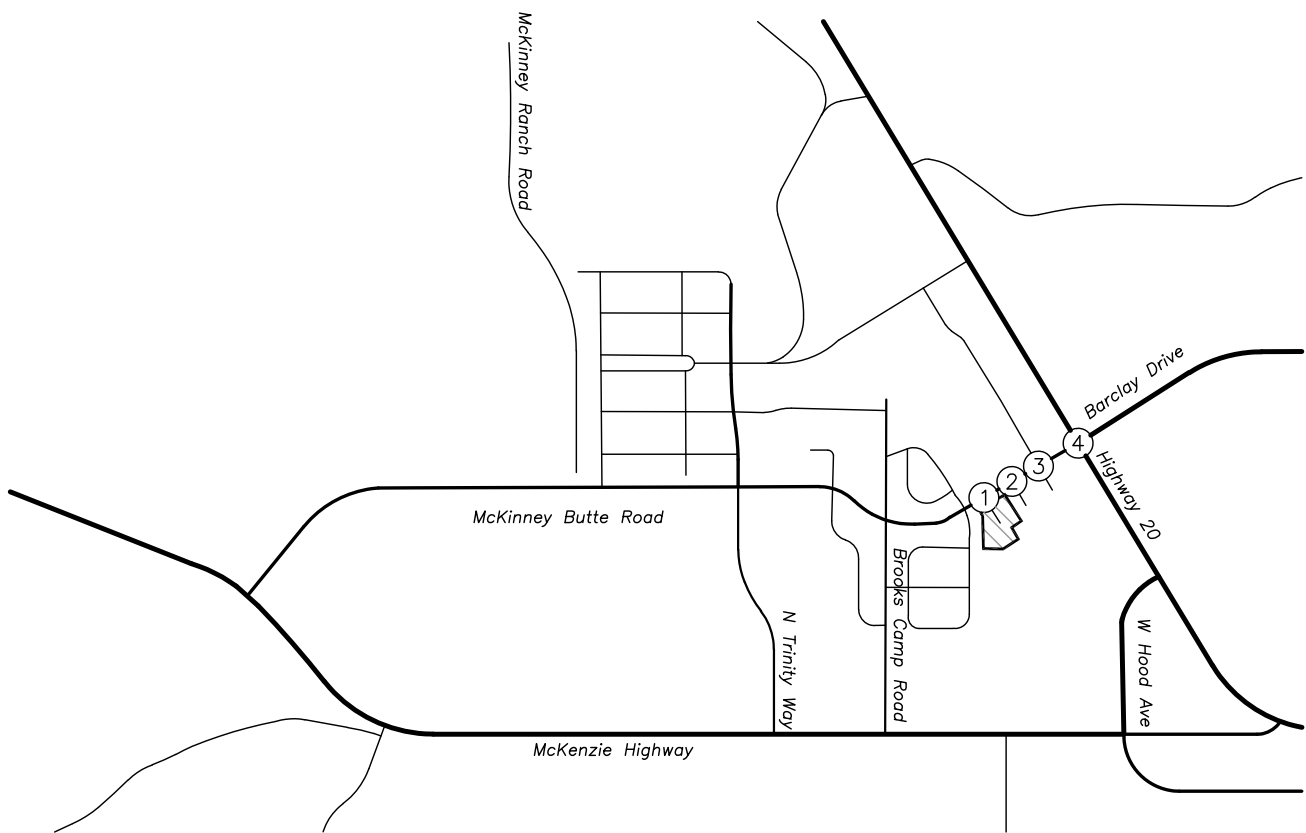 McKinney Ranch Road
Barclay Drive
4
3
2
1
Highway 20
McKinney Butte Road
Brooks Camp Road
N Trinity Way
W Hood Ave
McKenzie Highway